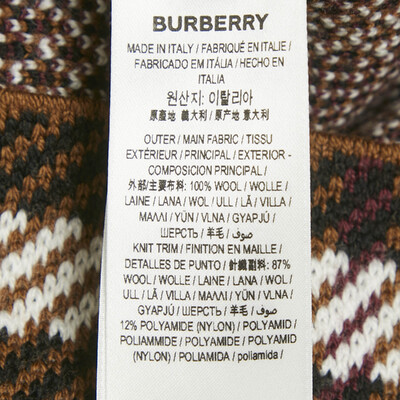 BURBERRY
MADE IN ITALY / FABRIQUÉ EN ITALIE /
FABRICADO EM ITÁLIA / HECHO EN
ITALIA
원산지: 이탈리아
原產地 義大利 / 原产地 意大利
OUTER / MAIN FABRIC / TISSU
EXTÉRIEUR / PRINCIPAL / EXTERIOR -
COMPOSICION PRINCIPAL /
外部/主要布料: 100% WOOL / WOLLE /
LAINE / LANA / WOL / ULL / LÃ / VILLA /
ΜΑΛΛΙ / YÜN / VLNA / GYAPJÚ /
ШЕРСТЬ / 羊毛 / صوف /
KNIT TRIM / FINITION EN MAILLE /
DETALLES DE PUNTO / 針織副料: 87%
WOOL / WOLLE / LAINE / LANA / WOL /
ULL / LÃ / VILLA / ΜΑΛΛΙ / YÜN / VLNA /
GYAPJÚ / ШЕРСТЬ / 羊毛 / صوف /
12% POLYAMIDE (NYLON) / POLYAMID /
POLIAMMIDE / POLYAMIDE / POLYAMID
(NYLON) / POLIAMIDA / poliamida /